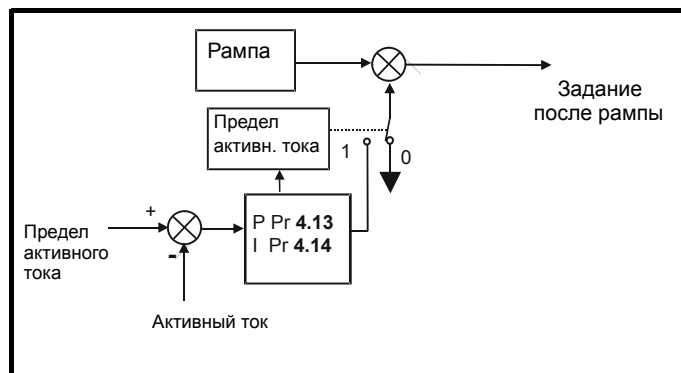 Рампа
Задание
после рампы
Предел
активн. тока
1
0
+
Предел
активного
тока
-
P Pr 4.13
I Pr 4.14
Активный ток